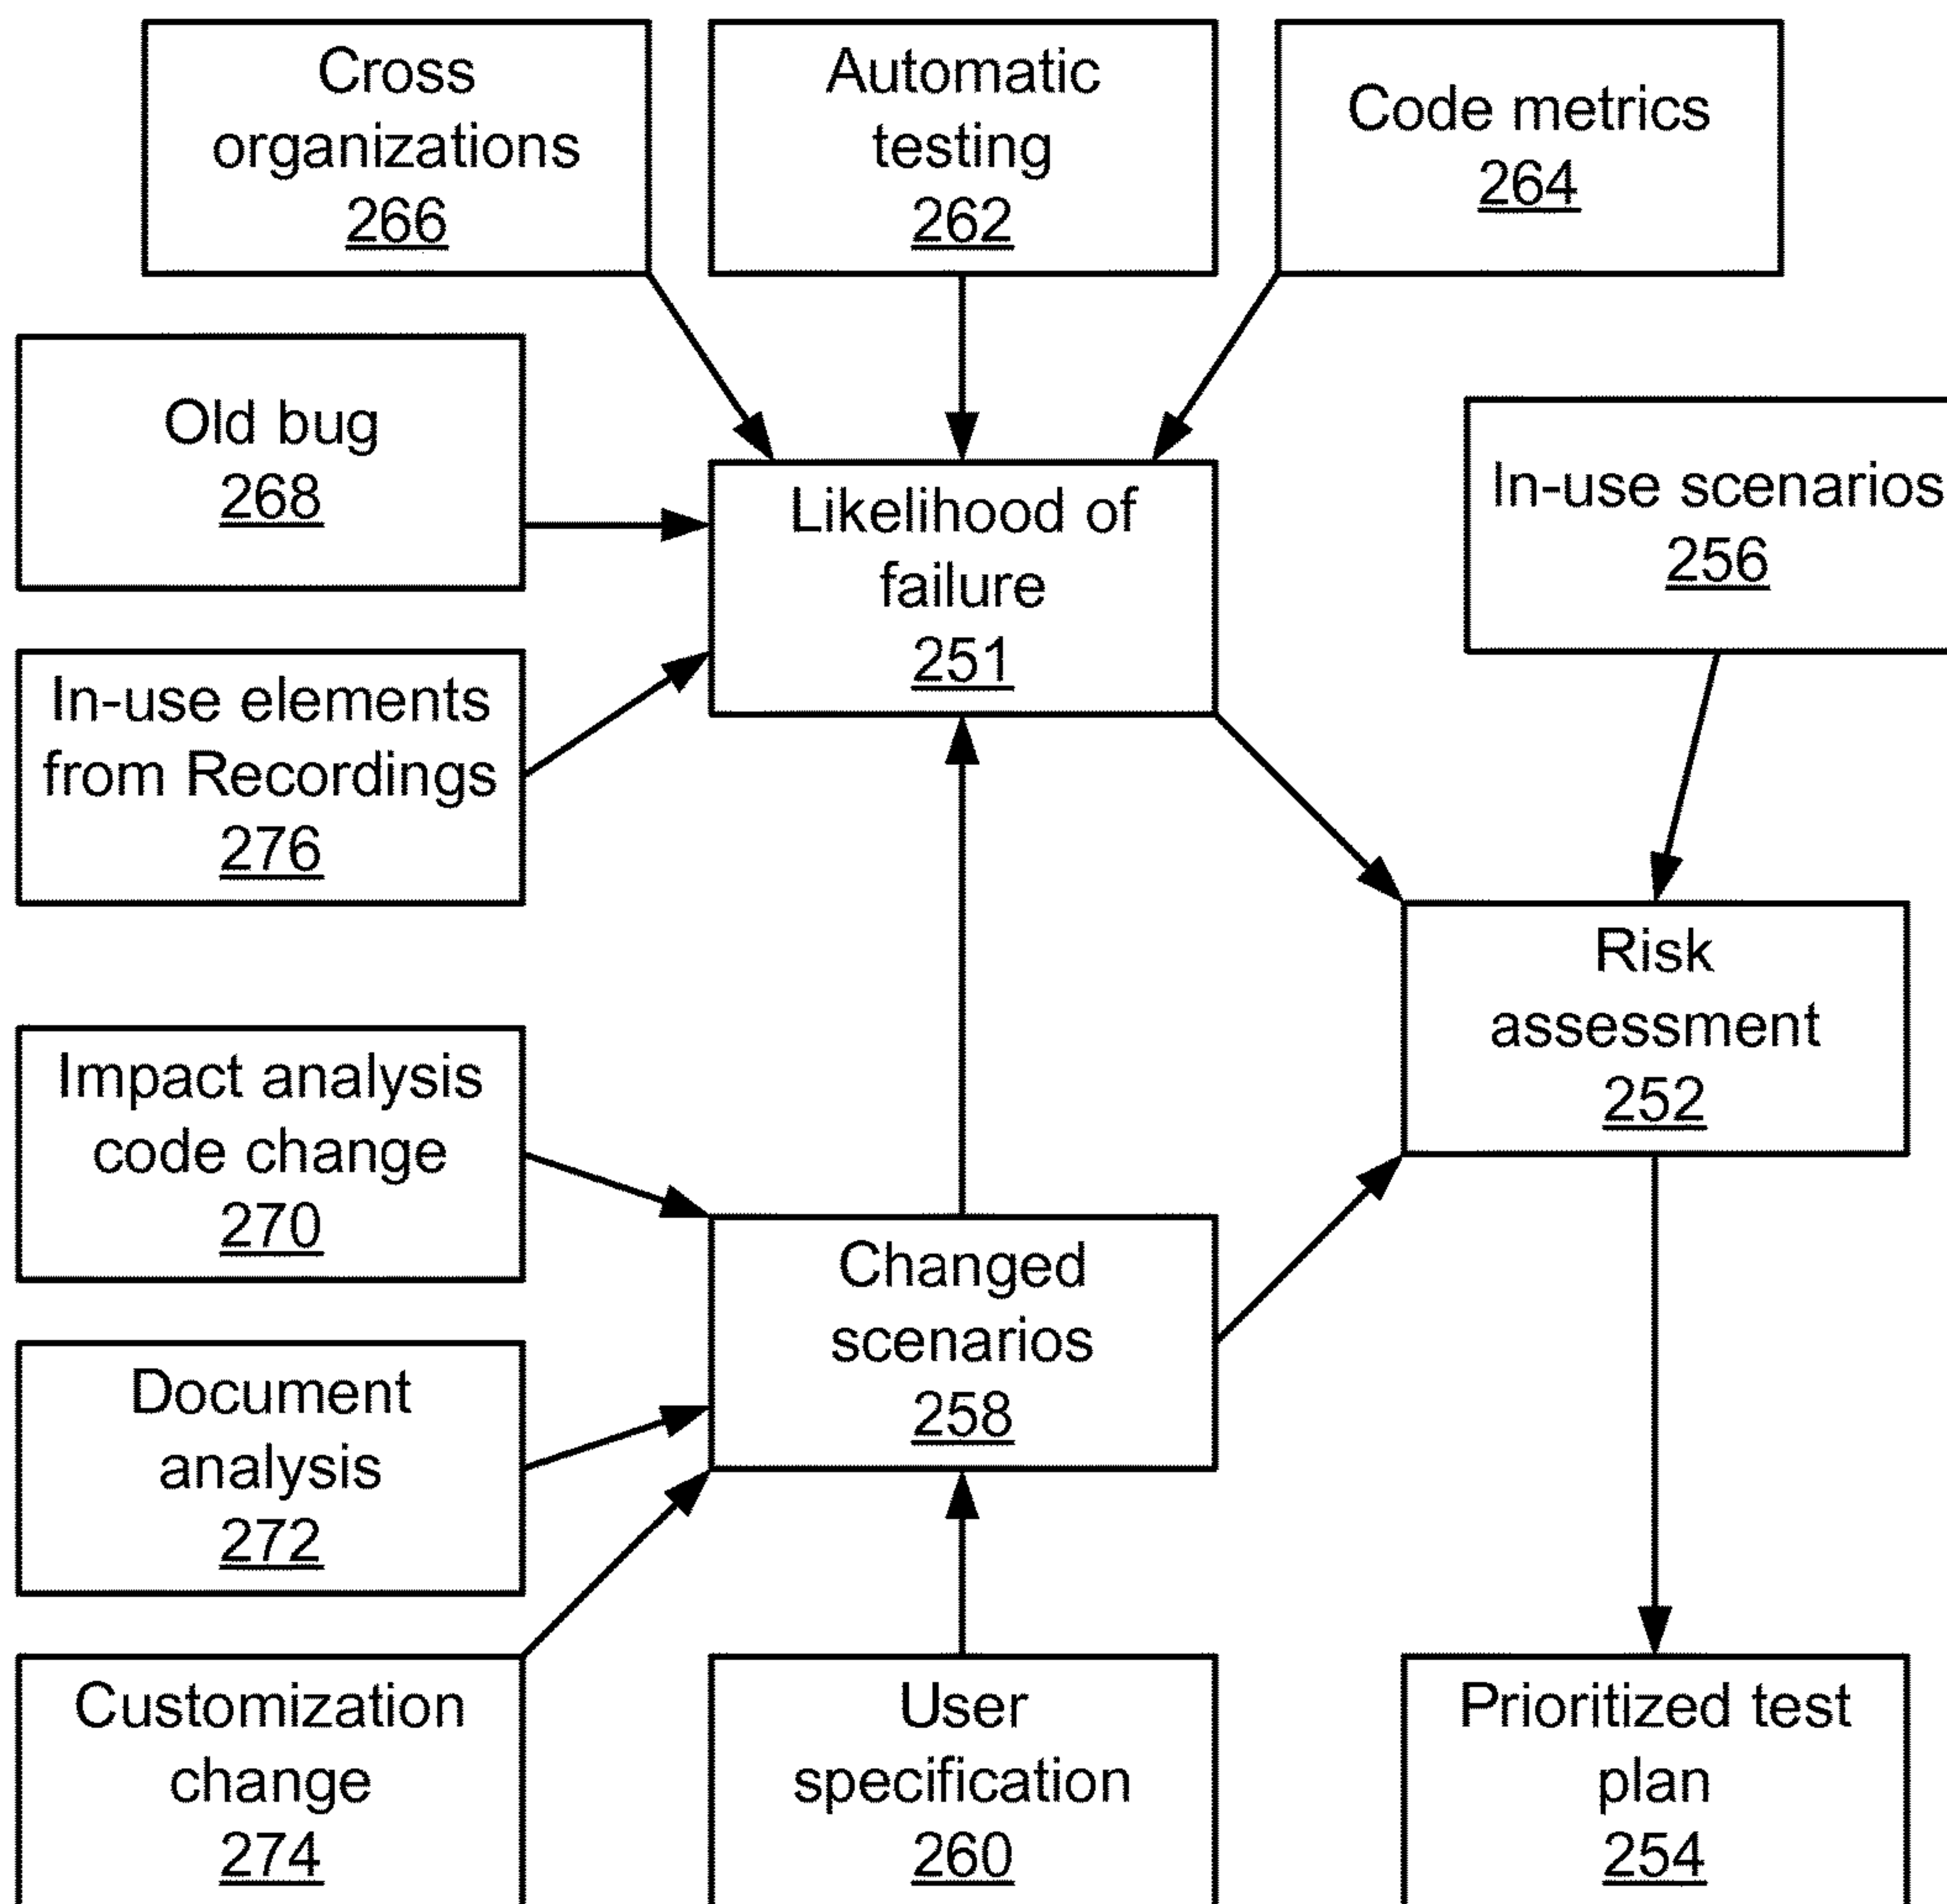 Cross
organizations
266
Automatic
testing
262
Code metrics
264
Old bug
268
Likelihood of
failure
251
In-use scenarios
256
In-use elements
from Recordings
276
Risk
assessment
252
Impact analysis
code change
270
Changed
scenarios
258
Document
analysis
272
Customization
change
274
User
specification
260
Prioritized test
plan
254